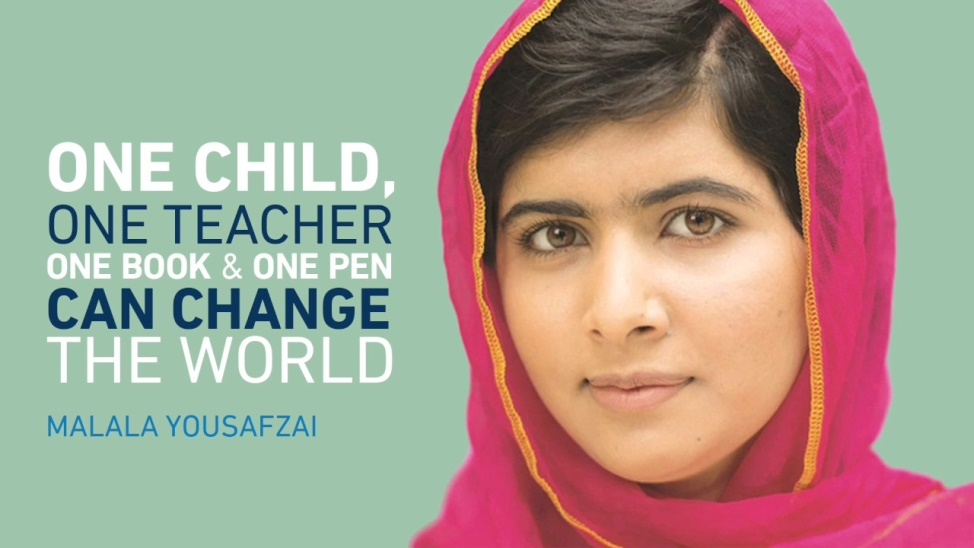 ONE CHILD,
ONE TEACHER
ONE BOOK & ONE PEN
CAN CHANGE
THE WORLD
MALALA YOUSAFZAI